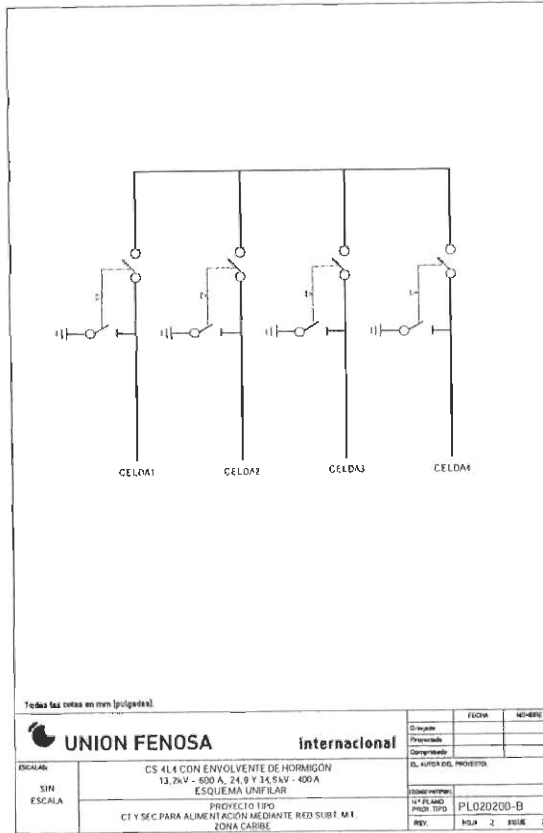 CELDA1
CELDA2
CELDA3
CELDA4
Todas las cotas en mm (pulgadas).
UNION FENOSA internacional
ESCALAS:
SIN
ESCALA
CS 4L4 CON ENVOLVENTE DE HORMIGÓN
13,2kV - 600 A, 24,9 Y 34,5kV - 400 A
ESQUEMA UNIFILAR
PROYECTO TIPO
CT Y SEC PARA ALIMENTACIÓN MEDIANTE RED SUBT. M.T.
ZONA CARIBE
FECHA NOMBRE
Dibujado
Proyectado
Comprobado
EL AUTOR DEL PROYECTO:
Nº PLANO
PROY. TIPO PL020200-B
REV. HOJA 2 SIGUE